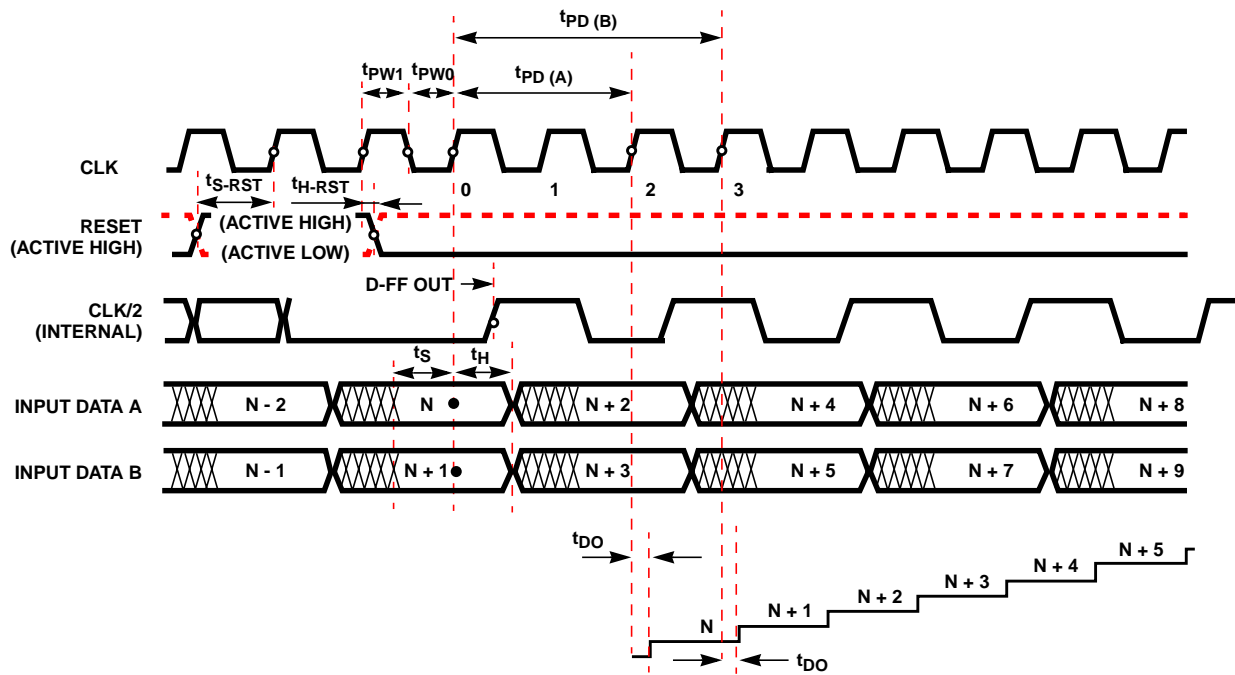 tPD (B)
tPW1 tPW0 tPD (A)
CLK
0 1 2 3
tS-RST tH-RST
RESET
(ACTIVE HIGH)
(ACTIVE HIGH)
(ACTIVE LOW)
D-FF OUT
CLK/2
(INTERNAL)
tS tH
INPUT DATA A N - 2 N N + 2 N + 4 N + 6 N + 8
INPUT DATA B N - 1 N + 1 N + 3 N + 5 N + 7 N + 9
tDO
N N + 1 N + 2 N + 3 N + 4 N + 5
tDO